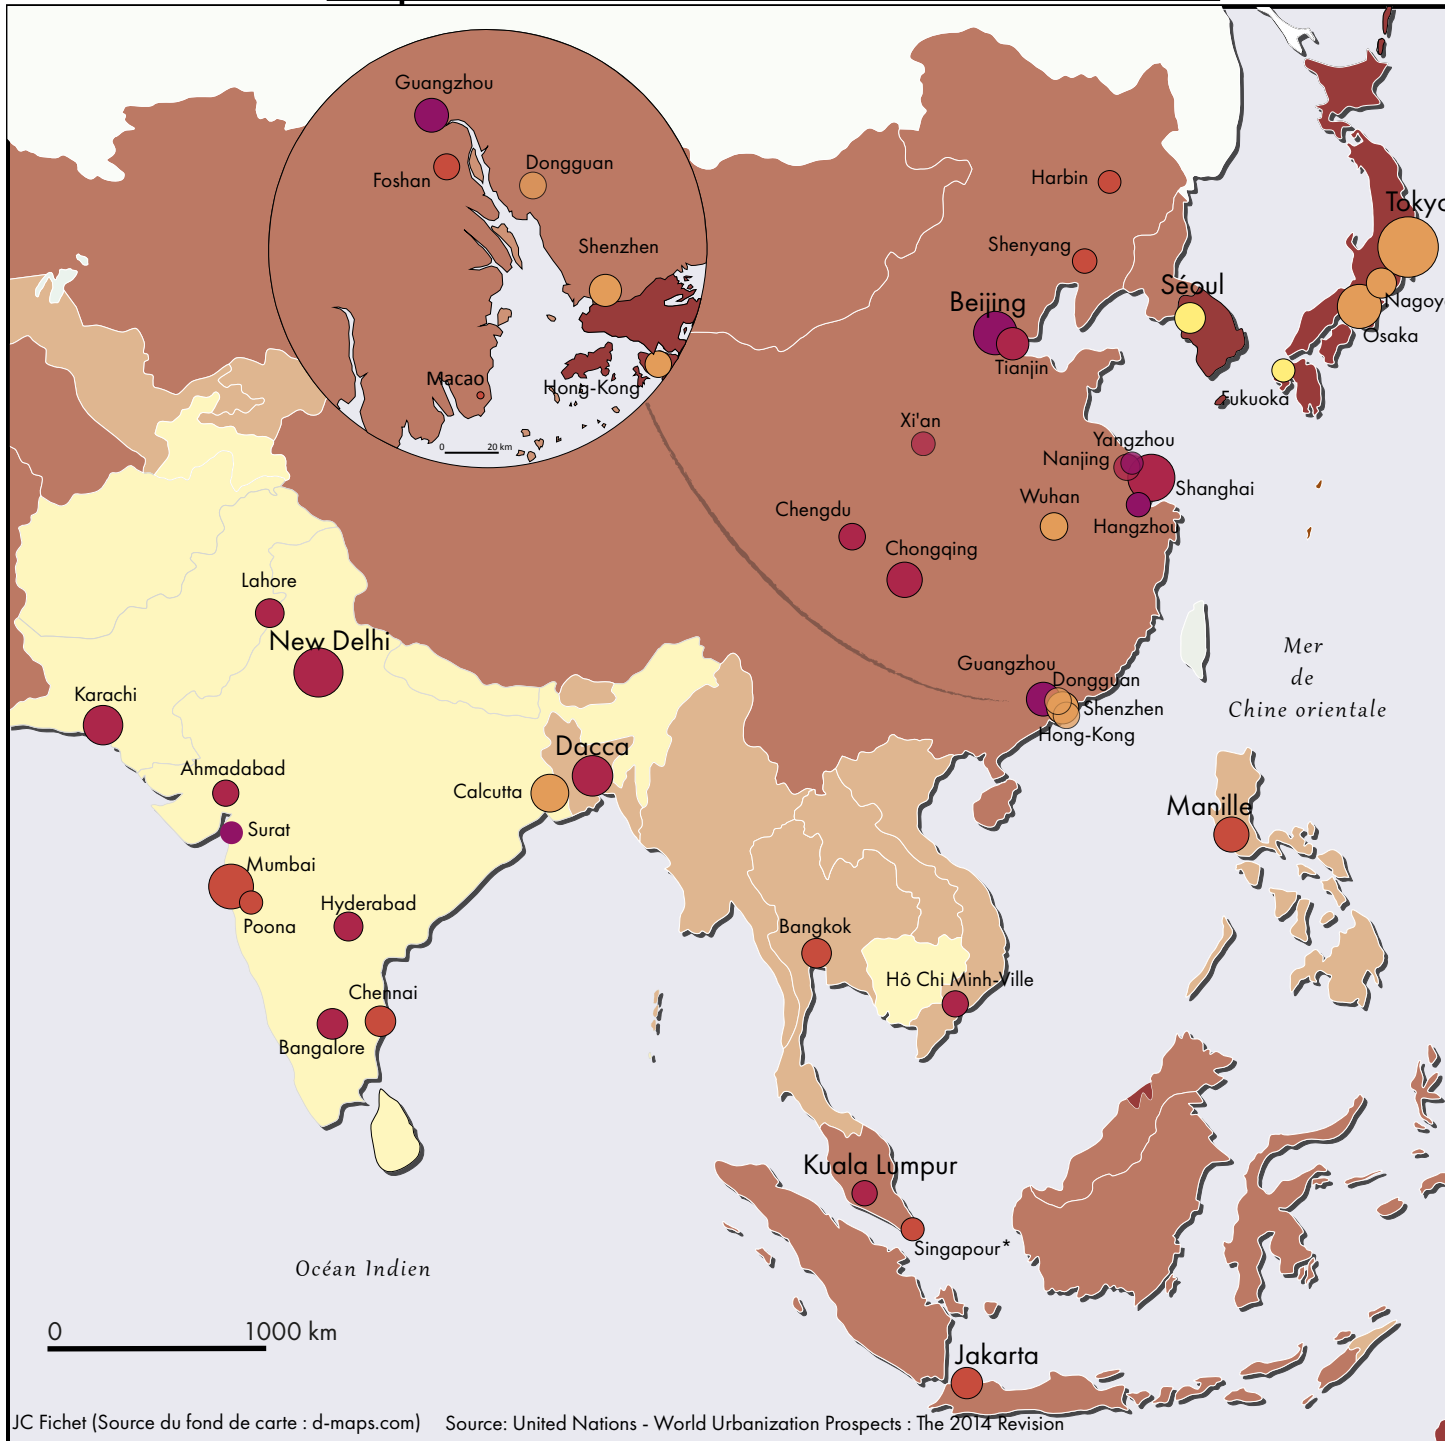 Guangzhou
Foshan
Dongguan
Shenzhen
Macao
Hong-Kong
0 20 km
Harbin
Shenyang
Beijing
Tianjin
Séoul
Tokyo
Nagoy
Osaka
Fukuoka
Xi'an
Yangzhou
Nanjing
Shanghai
Wuhan
Hangzhou
Chengdu
Chongqing
Lahore
New Delhi
Karachi
Guangzhou
Dongguan
Shenzhen
Hong-Kong
Mer
de
Chine orientale
Ahmadabad
Dacca
Calcutta
Surat
Manille
Mumbai
Poona
Hyderabad
Bangkok
Hô Chi Minh-Ville
Chennai
Bangalore
Kuala Lumpur
Singapour*
Océan Indien
0 1000 km
Jakarta
JC Fichet (Source du fond de carte : d-maps.com) Source: United Nations - World Urbanization Prospects : The 2014 Revision